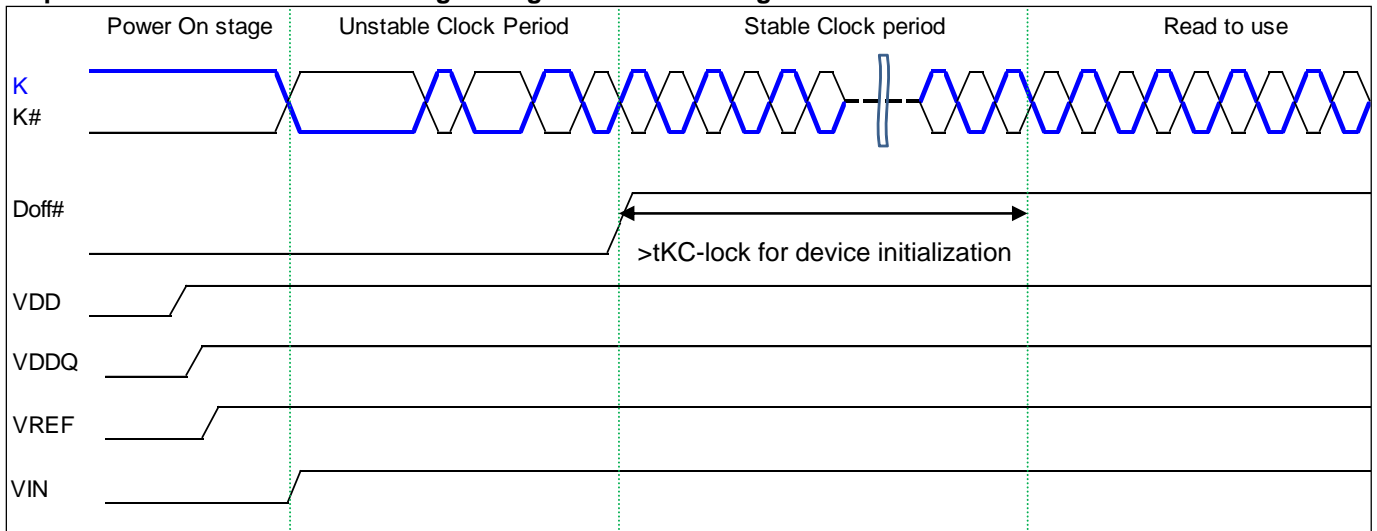 Power On stage
Unstable Clock Period
Stable Clock period
Read to use
K
K#
Doff#
>tKC-lock for device initialization
VDD
VDDQ
VREF
VIN